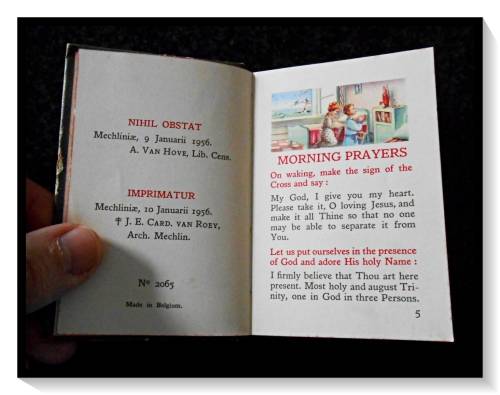 NIHIL OBSTAT
Mechliniæ, 9 Januarii 1956.
A. VAN HOVE, Lib. Cens.
IMPRIMATUR
Mechliniæ, 10 Januarii 1956.
✝ J. E. CARD. VAN ROEY,
Arch. Mechlin.
Nº 2065
Made in Belgium.
MORNING PRAYERS
On waking, make the sign of the
Cross and say :
My God, I give you my heart.
Please take it, O loving Jesus, and
make it all Thine so that no one
may be able to separate it from
You.
Let us put ourselves in the presence
of God and adore His holy Name :
I firmly believe that Thou art here
present. Most holy and august Tri-
nity, one in God in three Persons.
5